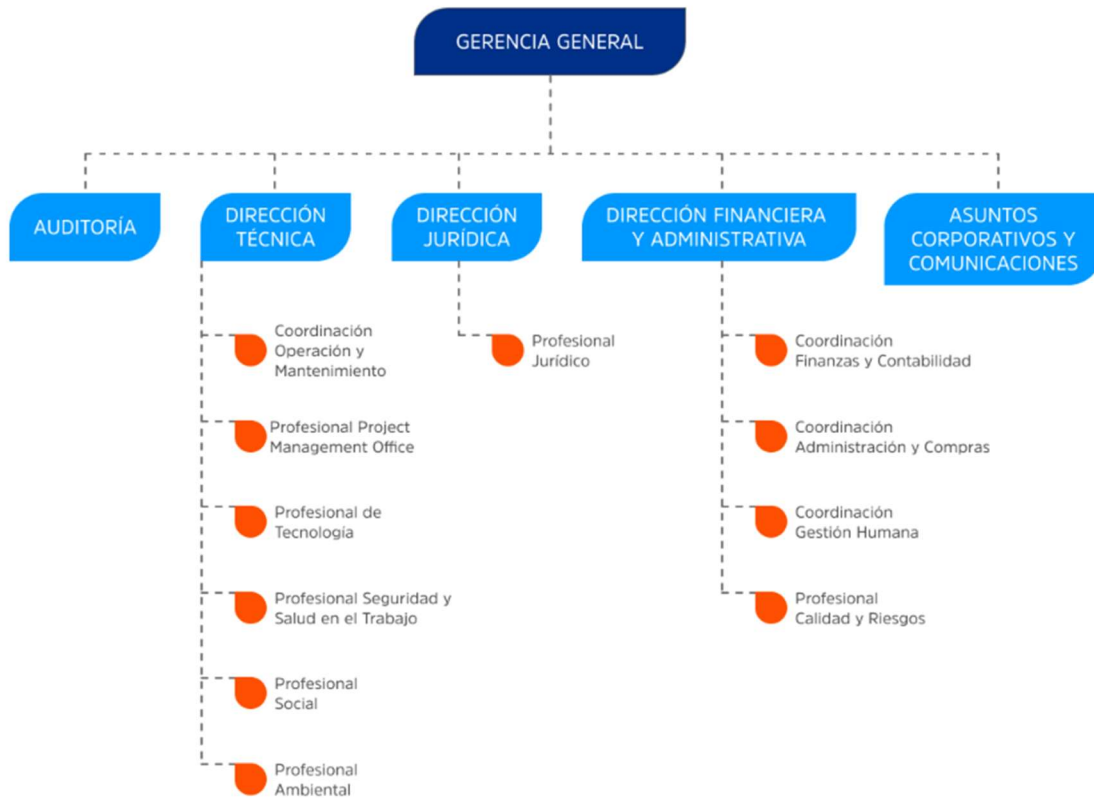 GERENCIA GENERAL
AUDITORÍA
DIRECCIÓN
TÉCNICA
DIRECCIÓN
JURÍDICA
DIRECCIÓN FINANCIERA
Y ADMINISTRATIVA
ASUNTOS
CORPORATIVOS Y
COMUNICACIONES
Coordinación
Operación y
Mantenimiento
Profesional Project
Management Office
Profesional de
Tecnología
Profesional Seguridad y
Salud en el Trabajo
Profesional
Social
Profesional
Ambiental
Profesional
Jurídico
Coordinación
Finanzas y Contabilidad
Coordinación
Administración y Compras
Coordinación
Gestión Humana
Profesional
Calidad y Riesgos